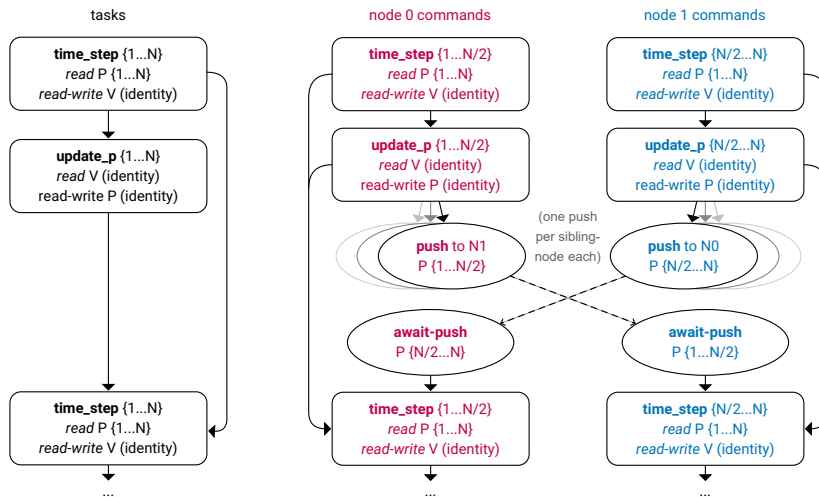 tasks
time_step {1...N}
read P {1...N}
read-write V (identity)
update_p {1...N}
read V (identity)
read-write P (identity)
time_step {1...N}
read P {1...N}
read-write V (identity)
...
node 0 commands
time_step {1...N/2}
read P {1...N}
read-write V (identity)
update_p {1...N/2}
read V (identity)
read-write P (identity)
push to N1
P {1...N/2}
(one push
per sibling-
node each)
await-push
P {N/2...N}
time_step {1...N/2}
read P {1...N}
read-write V (identity)
...
node 1 commands
time_step {N/2...N}
read P {1...N}
read-write V (identity)
update_p {N/2...N}
read V (identity)
read-write P (identity)
push to N0
P {N/2...N}
await-push
P {1...N/2}
time_step {N/2...N}
read P {1...N}
read-write V (identity)
...